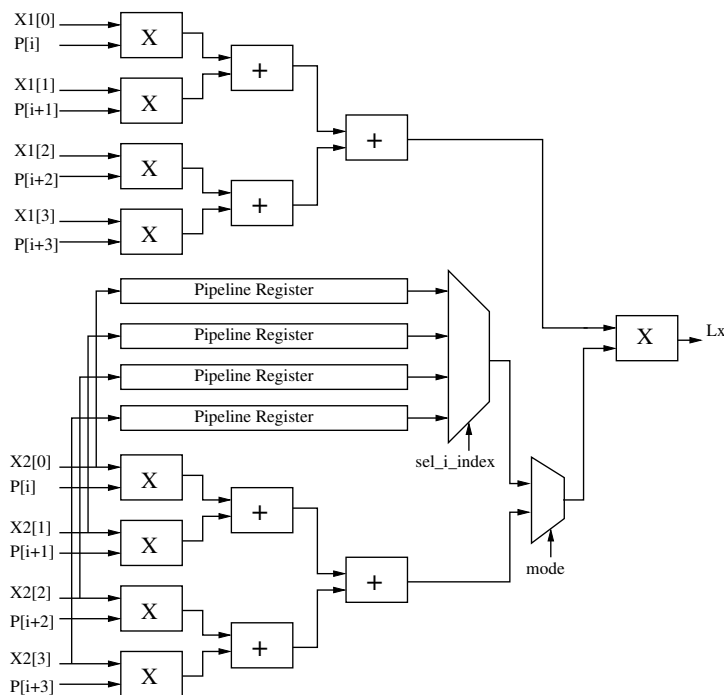 X1[0]
P[i]
X
+
X1[1]
P[i+1]
X
+
X1[2]
P[i+2]
X
+
X1[3]
P[i+3]
X
Pipeline Register
Pipeline Register
Pipeline Register
Pipeline Register
X
Lx
sel_i_index
X2[0]
P[i]
X
+
X2[1]
P[i+1]
X
+
mode
X2[2]
P[i+2]
X
+
X2[3]
P[i+3]
X